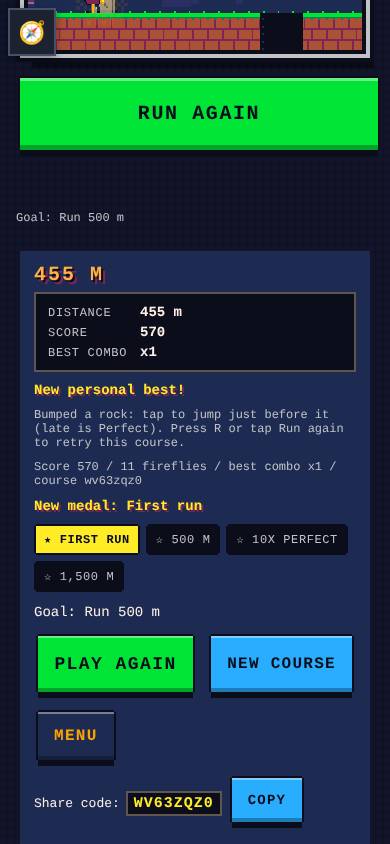 RUN AGAIN
Goal: Run 500 m
455 M
DISTANCE 455 m
SCORE 570
BEST COMBO x1
New personal best!
Bumped a rock: tap to jump just before it
(late is Perfect). Press R or tap Run again
to retry this course.
Score 570 / 11 fireflies / best combo x1 /
course wv63zqz0
New medal: First run
★ FIRST RUN ☆ 500 M ☆ 10X PERFECT
☆ 1,500 M
Goal: Run 500 m
PLAY AGAIN NEW COURSE
MENU
Share code: WV63ZQZ0 COPY